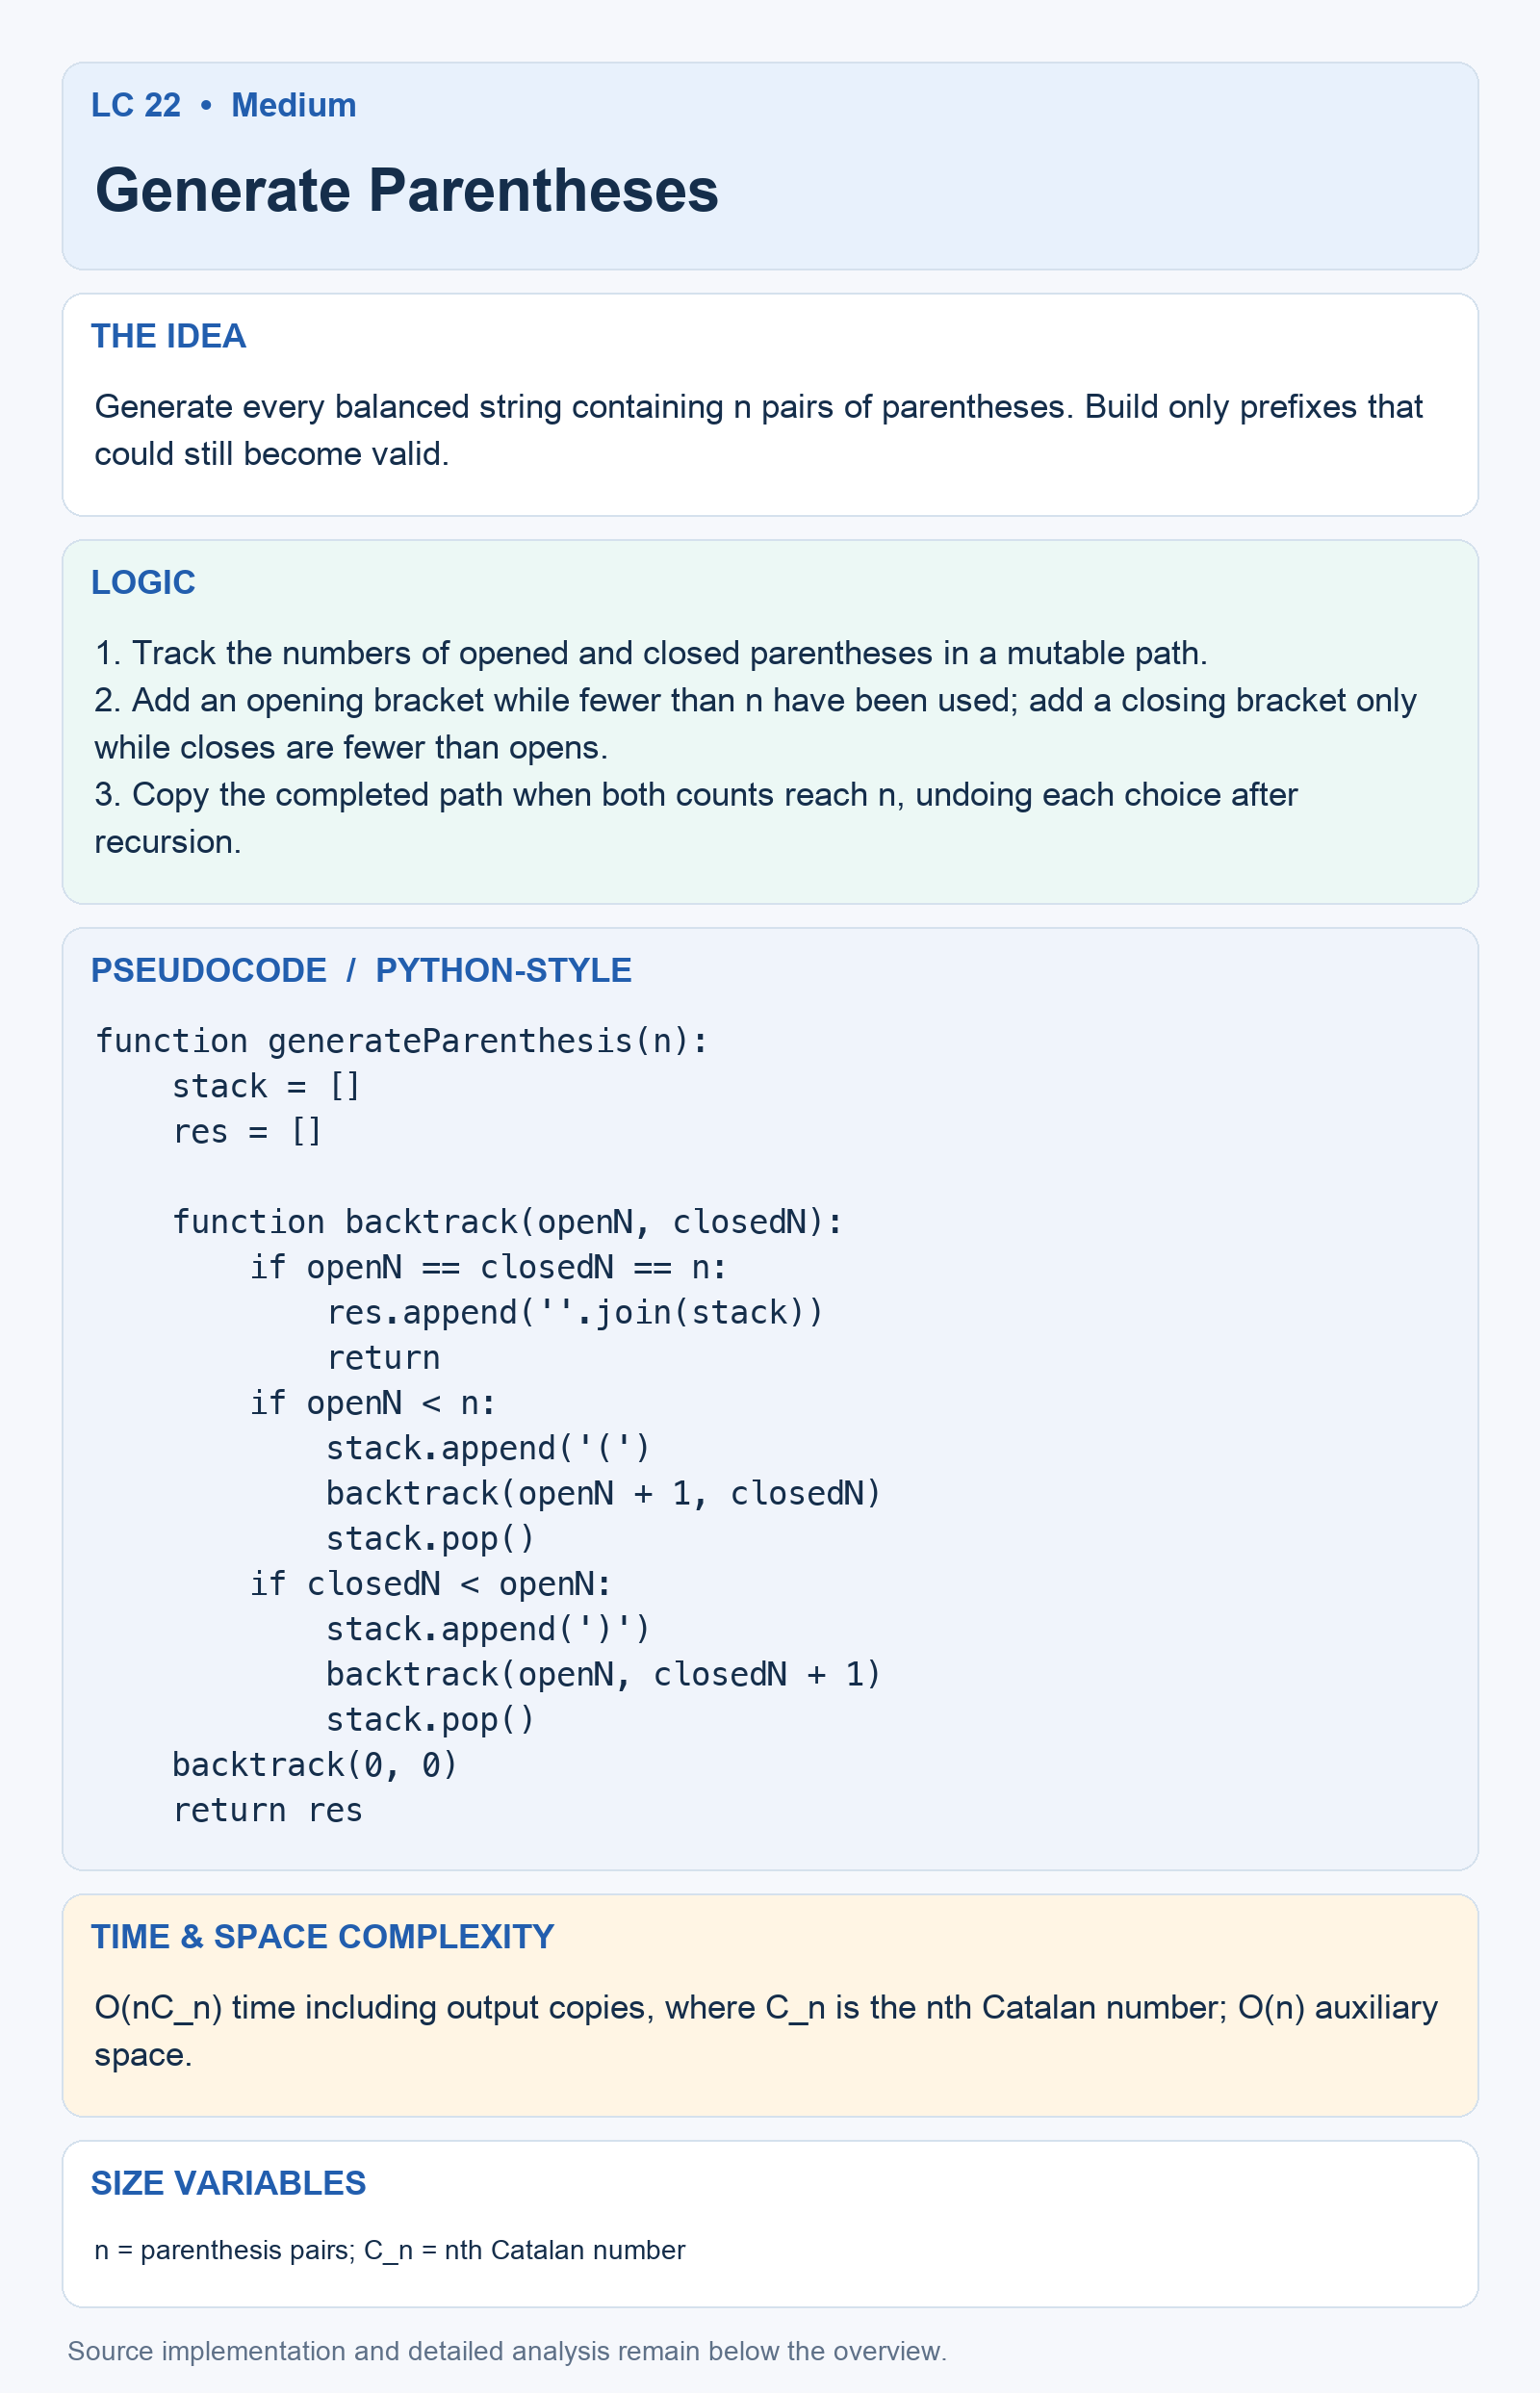 LC 22 • Medium
Generate Parentheses
THE IDEA
Generate every balanced string containing n pairs of parentheses. Build only prefixes that
could still become valid.
LOGIC
1. Track the numbers of opened and closed parentheses in a mutable path.
2. Add an opening bracket while fewer than n have been used; add a closing bracket only
while closes are fewer than opens.
3. Copy the completed path when both counts reach n, undoing each choice after
recursion.
PSEUDOCODE / PYTHON-STYLE
function generateParenthesis(n):
    stack = []
    res = []
    function backtrack(openN, closedN):
        if openN == closedN == n:
            res.append(''.join(stack))
            return
        if openN < n:
            stack.append('(')
            backtrack(openN + 1, closedN)
            stack.pop()
        if closedN < openN:
            stack.append(')')
            backtrack(openN, closedN + 1)
            stack.pop()
    backtrack(0, 0)
    return res
TIME & SPACE COMPLEXITY
O(nC_n) time including output copies, where C_n is the nth Catalan number; O(n) auxiliary
space.
SIZE VARIABLES
n = parenthesis pairs; C_n = nth Catalan number
Source implementation and detailed analysis remain below the overview.